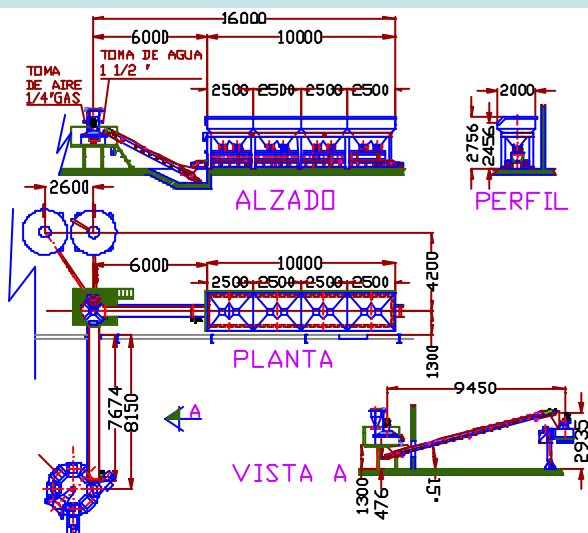 16000
6000 10000
TOMA DE AGUA
1 1/2 "
TOMA
DE AIRE
1/4"GAS
2500 2500 2500 2500
2000
2756
2456
ALZADO
PERFIL
2600
6000 10000
2500 2500 2500 2500
4200
1300
PLANTA
7674
8150
A
9450
2935
VISTA A
1300
476
15°